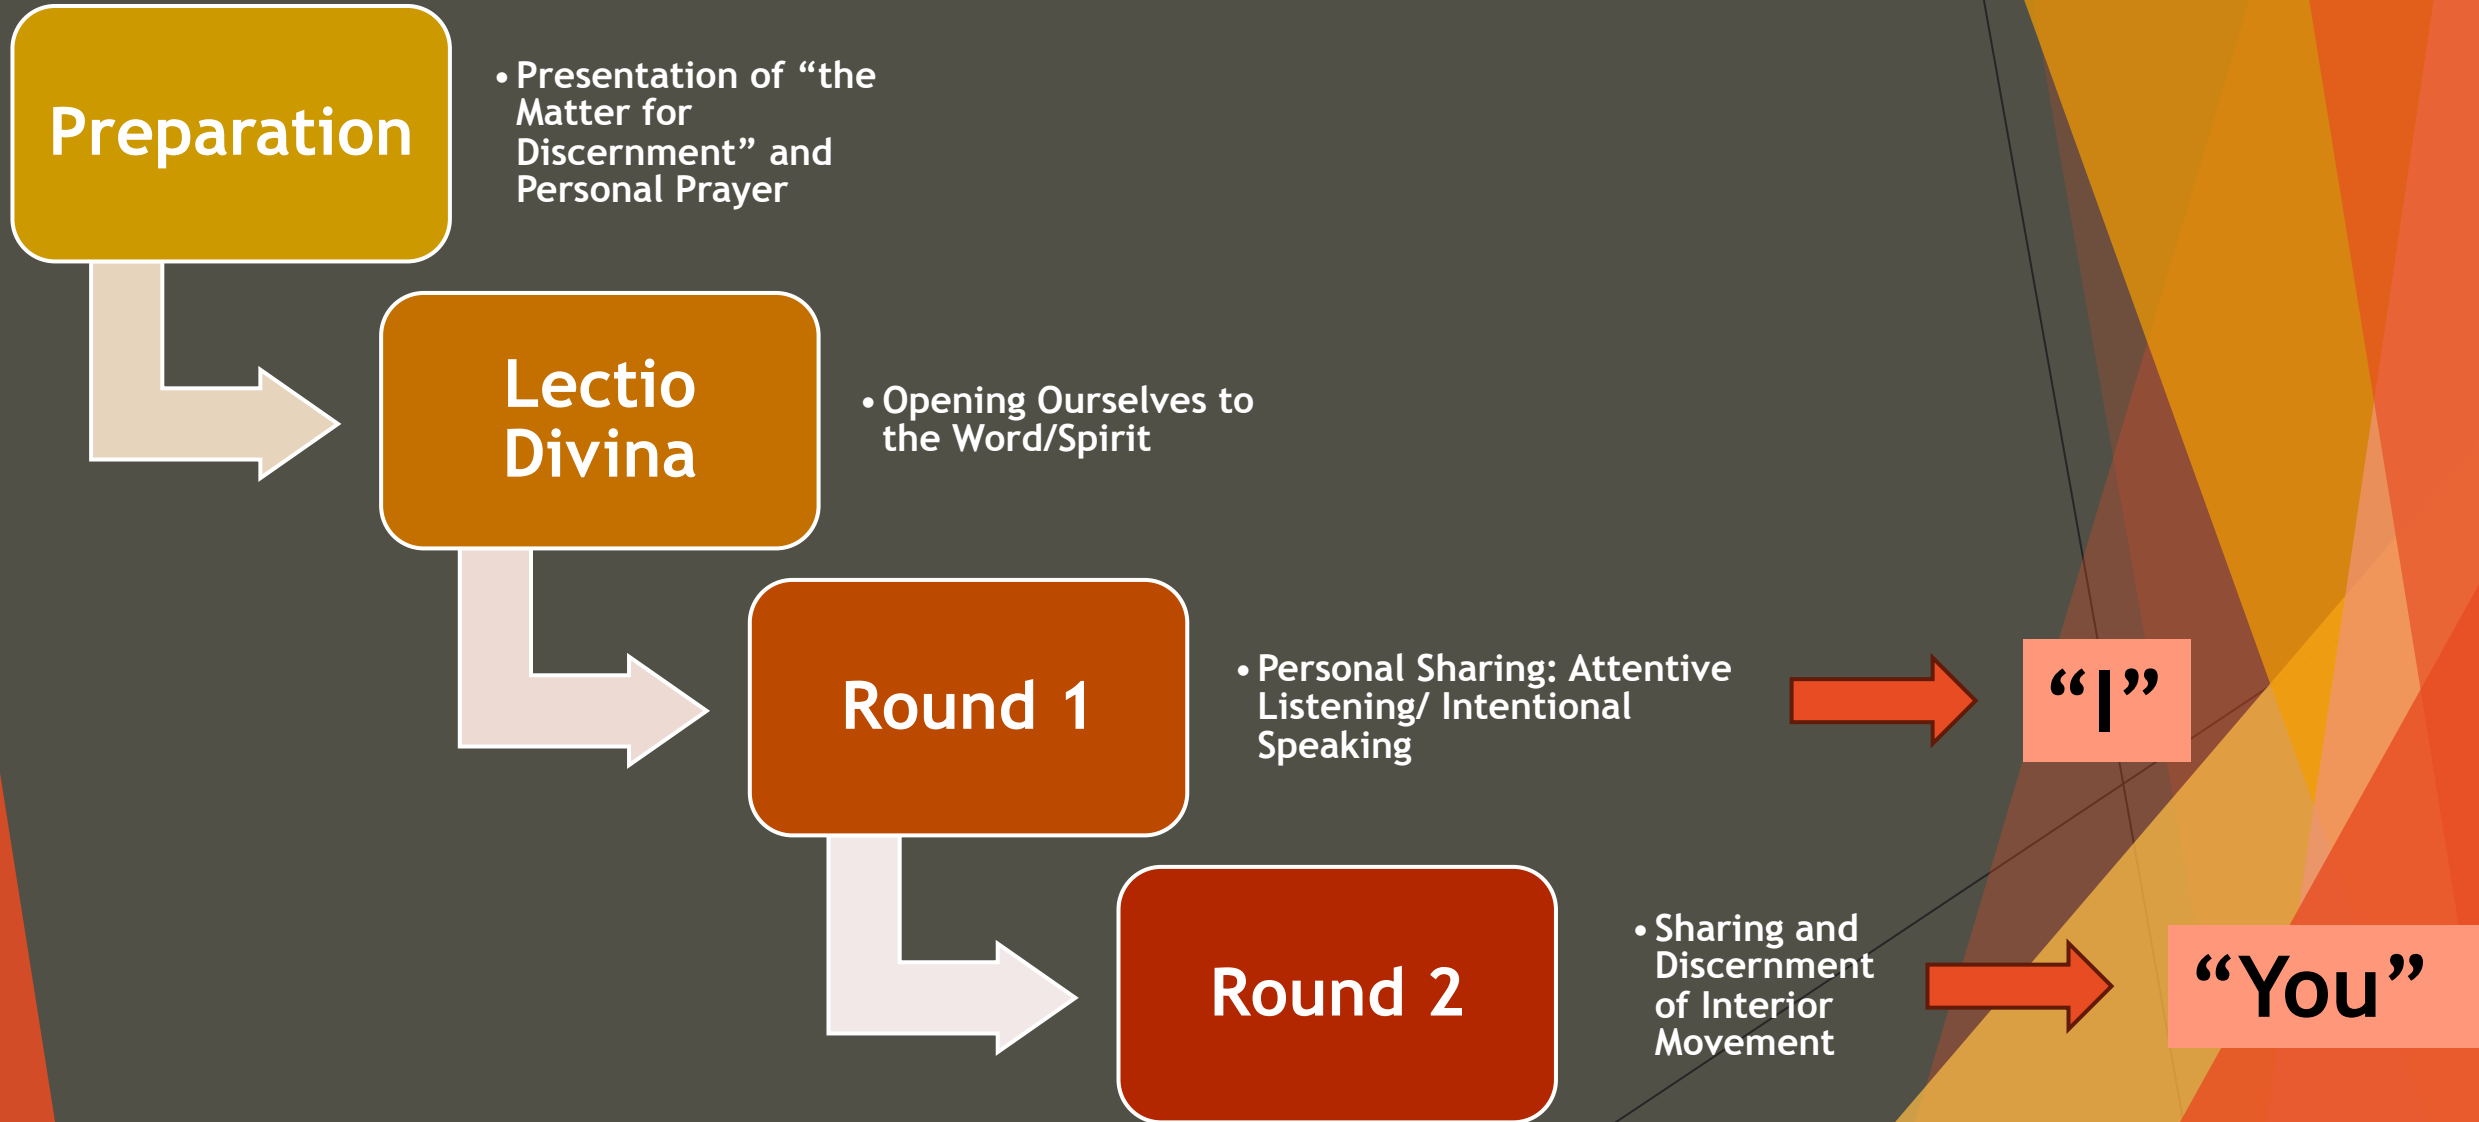 Preparation
• Presentation of “the
Matter for
Discernment” and
Personal Prayer
Lectio
Divina
• Opening Ourselves to
the Word/Spirit
Round 1
• Personal Sharing: Attentive
Listening/ Intentional
Speaking
“I”
Round 2
• Sharing and
Discernment
of Interior
Movement
“You”